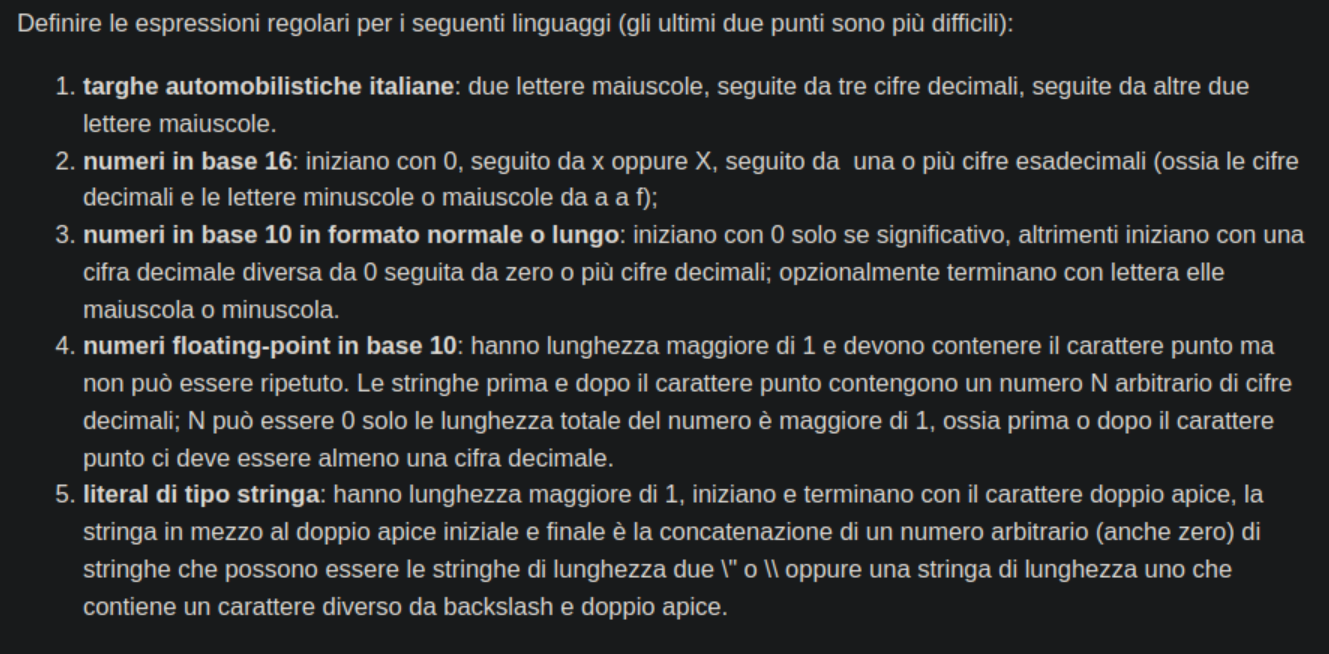 Definire le espressioni regolari per i seguenti linguaggi (gli ultimi due punti sono più difficili):
1. targhe automobilistiche italiane: due lettere maiuscole, seguite da tre cifre decimali, seguite da altre due
lettere maiuscole.
2. numeri in base 16: iniziano con 0, seguito da x oppure X, seguito da  una o più cifre esadecimali (ossia le cifre
decimali e le lettere minuscole o maiuscole da a a f);
3. numeri in base 10 in formato normale o lungo: iniziano con 0 solo se significativo, altrimenti iniziano con una
cifra decimale diversa da 0 seguita da zero o più cifre decimali; opzionalmente terminano con lettera elle
maiuscola o minuscola.
4. numeri floating-point in base 10: hanno lunghezza maggiore di 1 e devono contenere il carattere punto ma
non può essere ripetuto. Le stringhe prima e dopo il carattere punto contengono un numero N arbitrario di cifre
decimali; N può essere 0 solo le lunghezza totale del numero è maggiore di 1, ossia prima o dopo il carattere
punto ci deve essere almeno una cifra decimale.
5. literal di tipo stringa: hanno lunghezza maggiore di 1, iniziano e terminano con il carattere doppio apice, la
stringa in mezzo al doppio apice iniziale e finale è la concatenazione di un numero arbitrario (anche zero) di
stringhe che possono essere le stringhe di lunghezza due \" o \\ oppure una stringa di lunghezza uno che
contiene un carattere diverso da backslash e doppio apice.